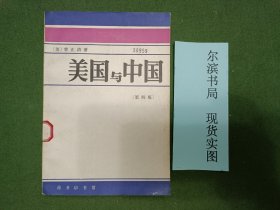 〔美〕费正清著
美国与中国
（第四版）
商务印书馆
尔滨书局
现货实图